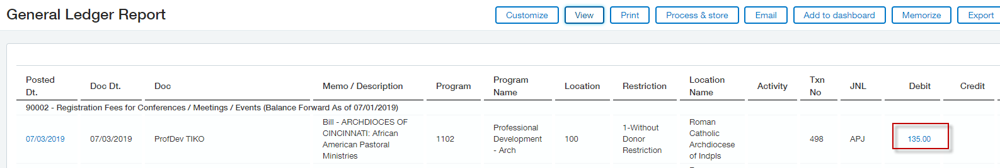 General Ledger Report
Customize View Print Process & store Email Add to dashboard Memorize Export
Posted Dt. Doc Dt. Doc Memo / Description Program Program Name Location Restriction Location Name Activity Txn No JNL Debit Credit
90002 - Registration Fees for Conferences / Meetings / Events (Balance Forward As of 07/01/2019)
07/03/2019 07/03/2019 ProfDev TIKO Bill - ARCHDIOCES OF CINCINNATI: African American Pastoral Ministries 1102 Professional Development - Arch 100 1-Without Donor Restriction Roman Catholic Archdiocese of Indpls 498 APJ 135.00